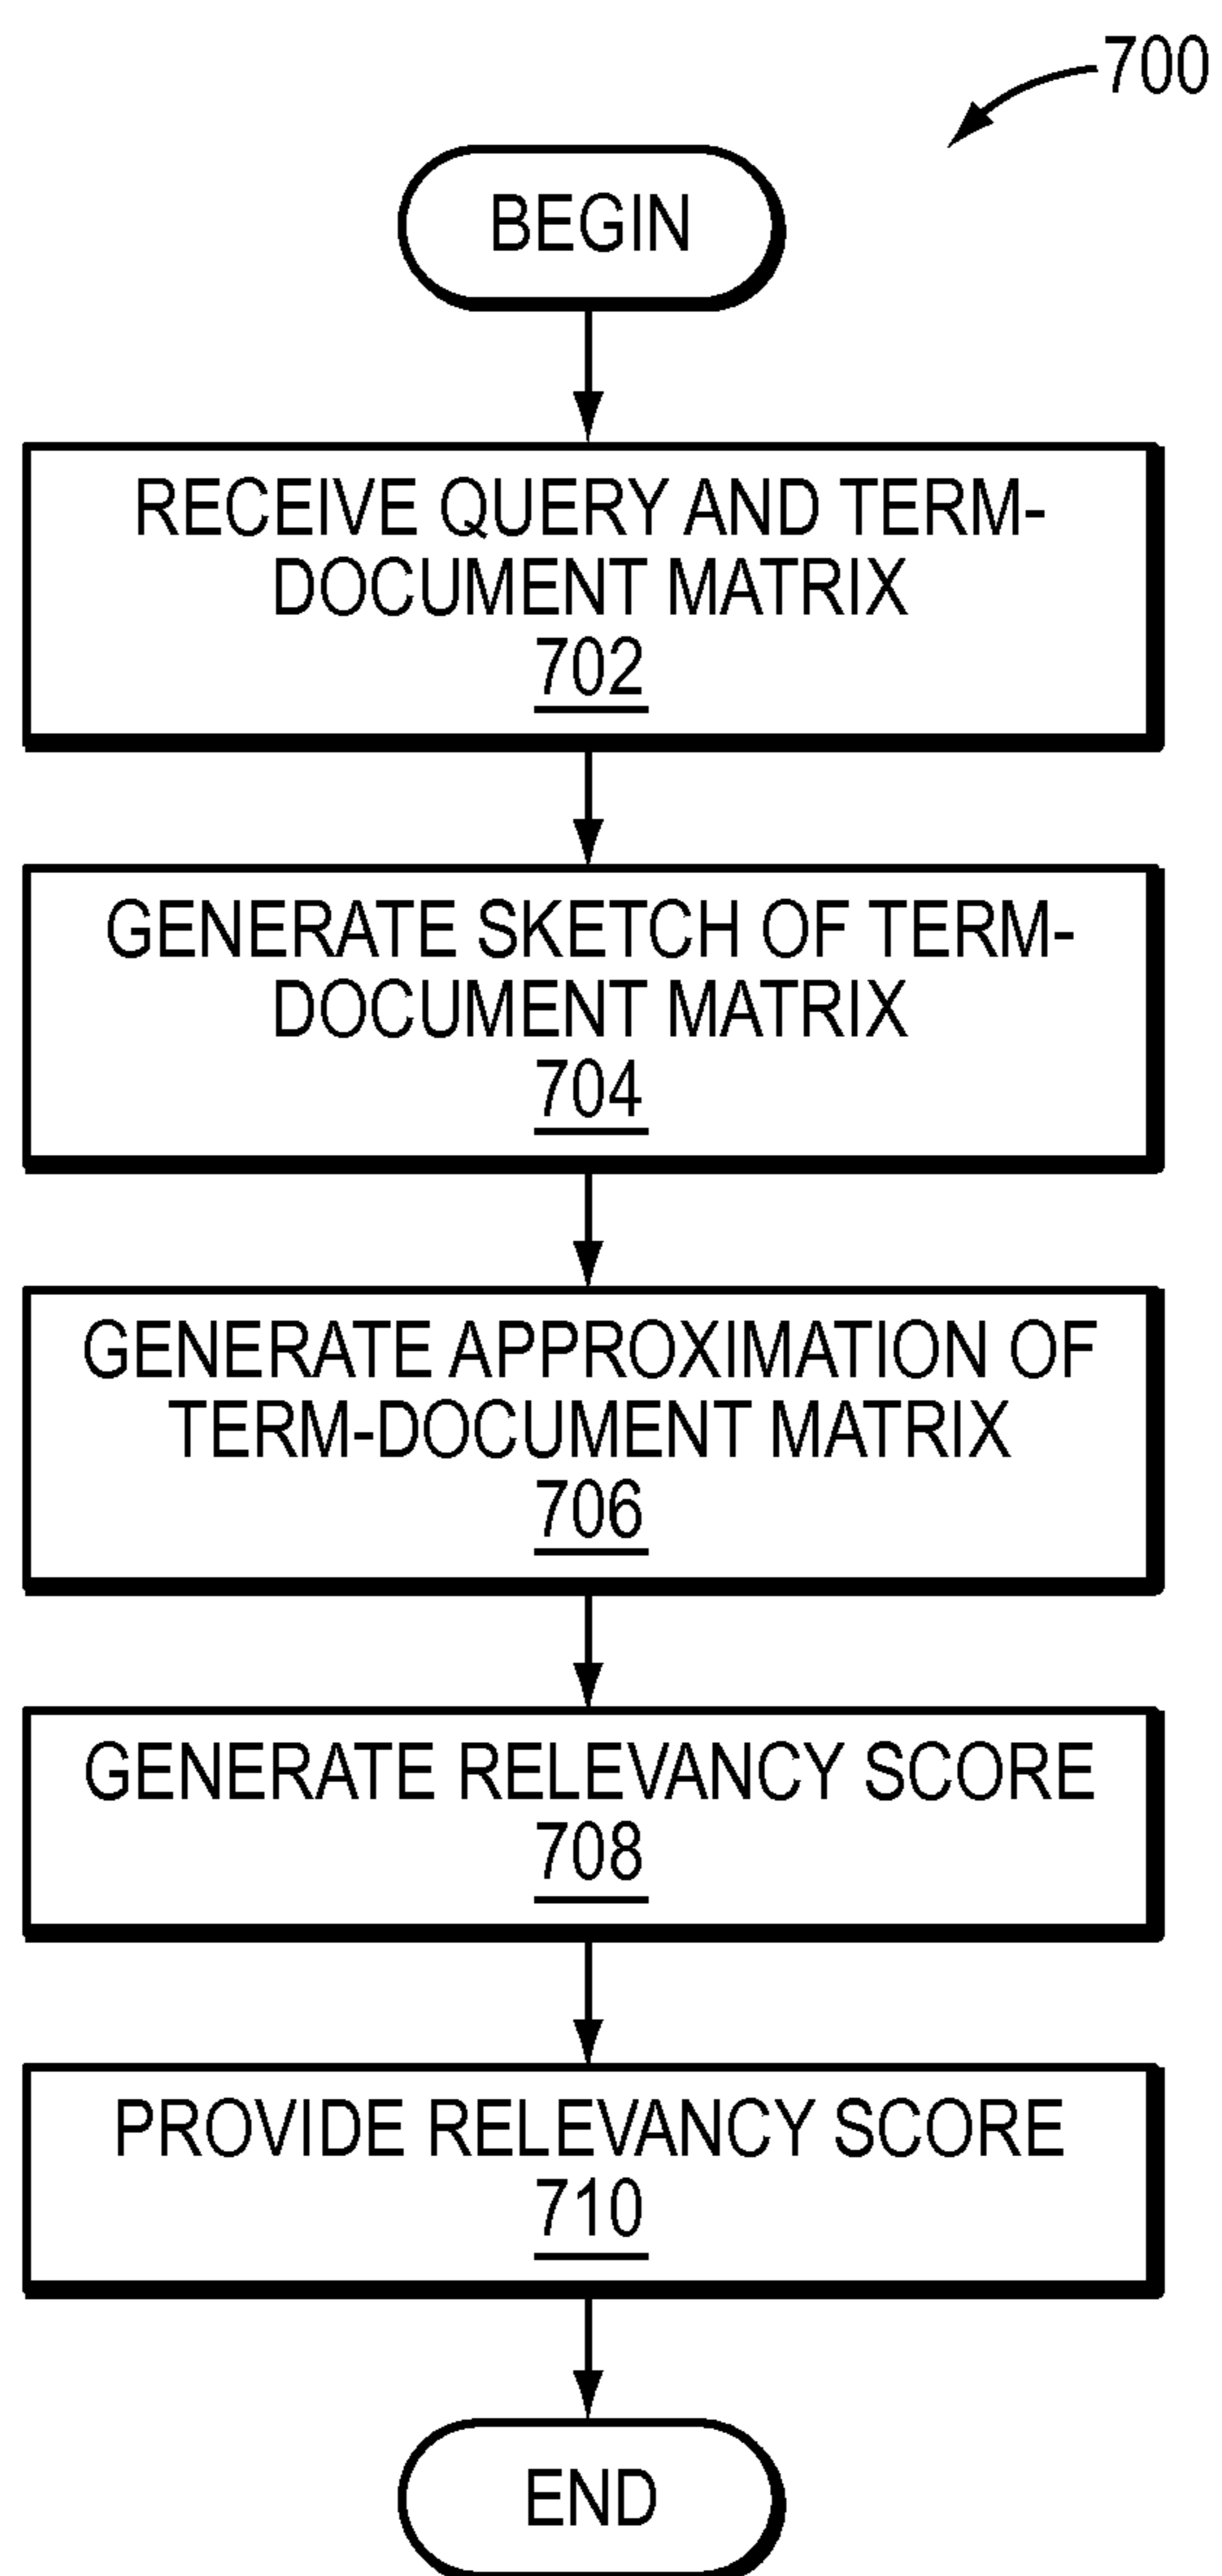 700
BEGIN
RECEIVE QUERY AND TERM-
DOCUMENT MATRIX
702
GENERATE SKETCH OF TERM-
DOCUMENT MATRIX
704
GENERATE APPROXIMATION OF
TERM-DOCUMENT MATRIX
706
GENERATE RELEVANCY SCORE
708
PROVIDE RELEVANCY SCORE
710
END